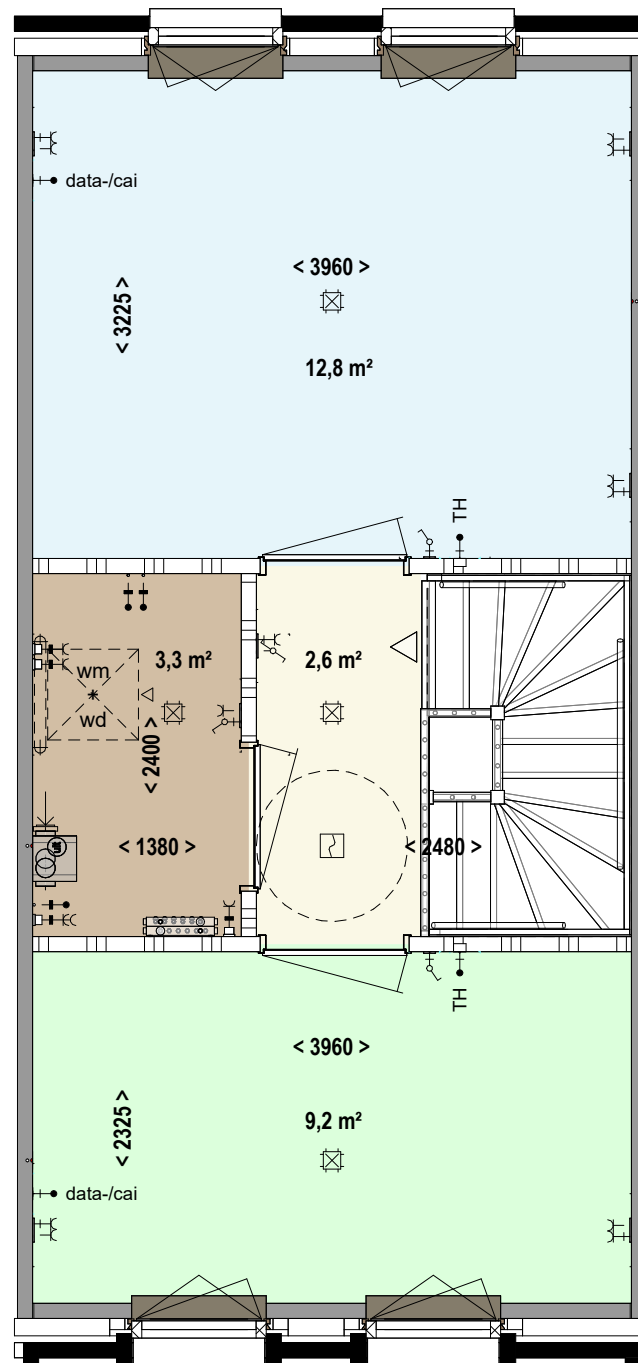 data-/cai
< 3960 >
< 3225 >
12,8 m²
TH
3,3 m²
2,6 m²
wm
wd
< 2400 >
< 1380 >
< 2480 >
TH
< 3960 >
9,2 m²
< 2325 >
data-/cai